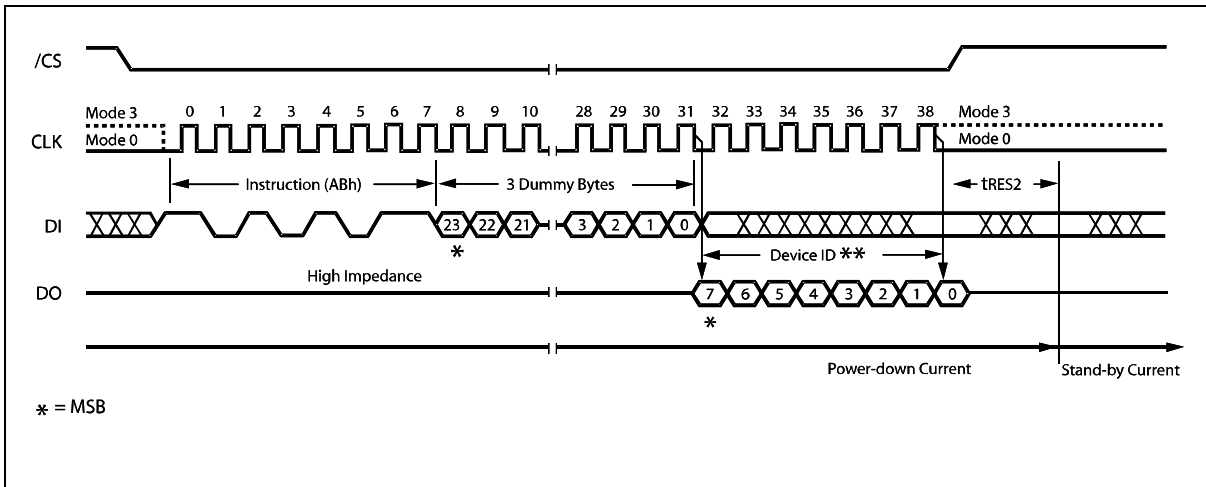 /CS
Mode 3
0 1 2 3 4 5 6 7 8 9 10 28 29 30 31 32 33 34 35 36 37 38
Mode 3
CLK
Mode 0
Mode 0
Instruction (ABh)
3 Dummy Bytes
tRES2
DI
23 22 21 3 2 1 0
*
Device ID **
High Impedance
DO
7 6 5 4 3 2 1 0
*
Power-down Current
Stand-by Current
* = MSB